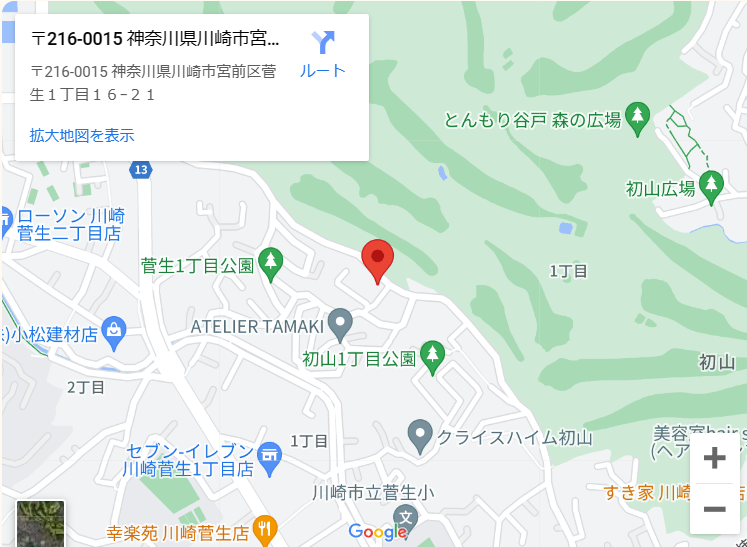 〒216-0015 神奈川県川崎市宮...
〒216-0015 神奈川県川崎市宮前区菅
生１丁目１６−２１
ルート
拡大地図を表示
とんもり谷戸 森の広場
13
初山広場
ローソン 川崎
菅生二丁目店
菅生1丁目公園
1丁目
ATELIER TAMAKI
小松建材店
初山1丁目公園
初山
2丁目
クライスハイム初山
美容室hair s
(ヘア
1丁目
セブン-イレブン
川崎菅生1丁目店
川崎市立菅生小
文
すき家 川崎
店
幸楽苑 川崎菅生店
Google
+
−